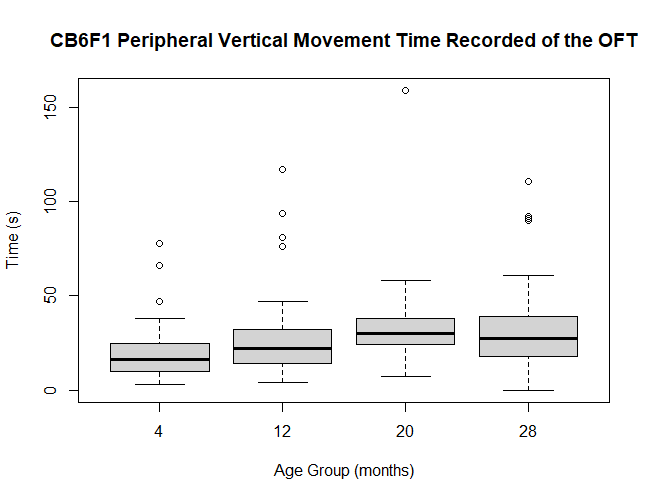 CB6F1 Peripheral Vertical Movement Time Recorded of the OFT
150
100
50
0
Time (s)
4 12 20 28
Age Group (months)